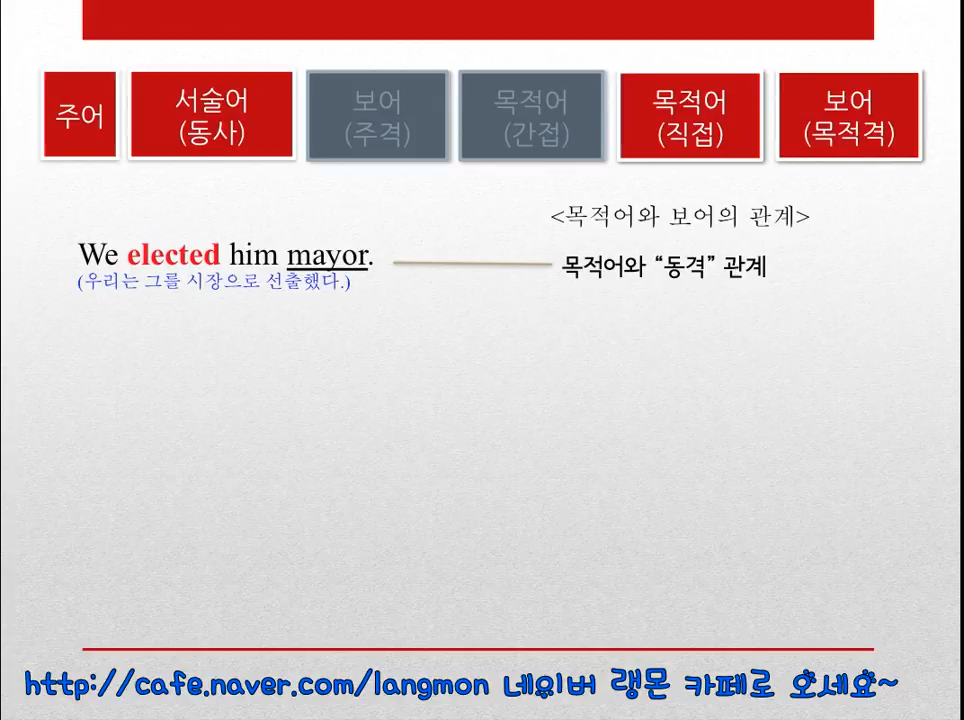 주어
서술어
(동사)
보어
(주격)
목적어
(간접)
목적어
(직접)
보어
(목적격)
<목적어와 보어의 관계>
We elected him mayor.
목적어와 “동격” 관계
(우리는 그를 시장으로 선출했다.)
http://cafe.naver.com/langmon 네이버 랭몬 카페로 오세요~